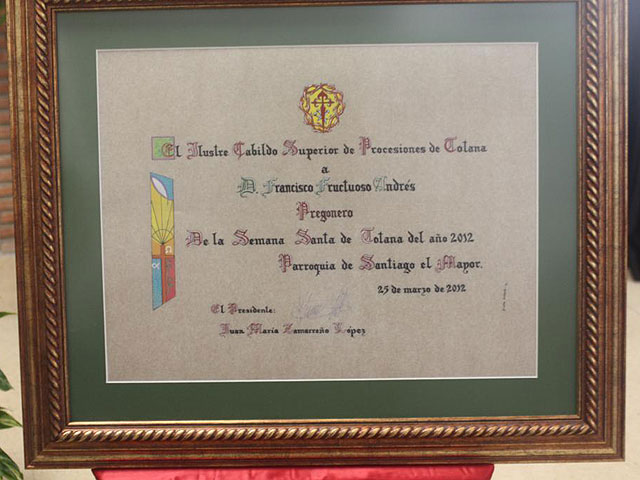 El Ilustre Cabildo Superior de Procesiones de Totana
a
D. Francisco Fructuoso Andrés
Pregonero
De la Semana Santa de Totana del año 2012
Parroquia de Santiago el Mayor.
25 de marzo de 2012
El Presidente:
Juan María Zamarreño López